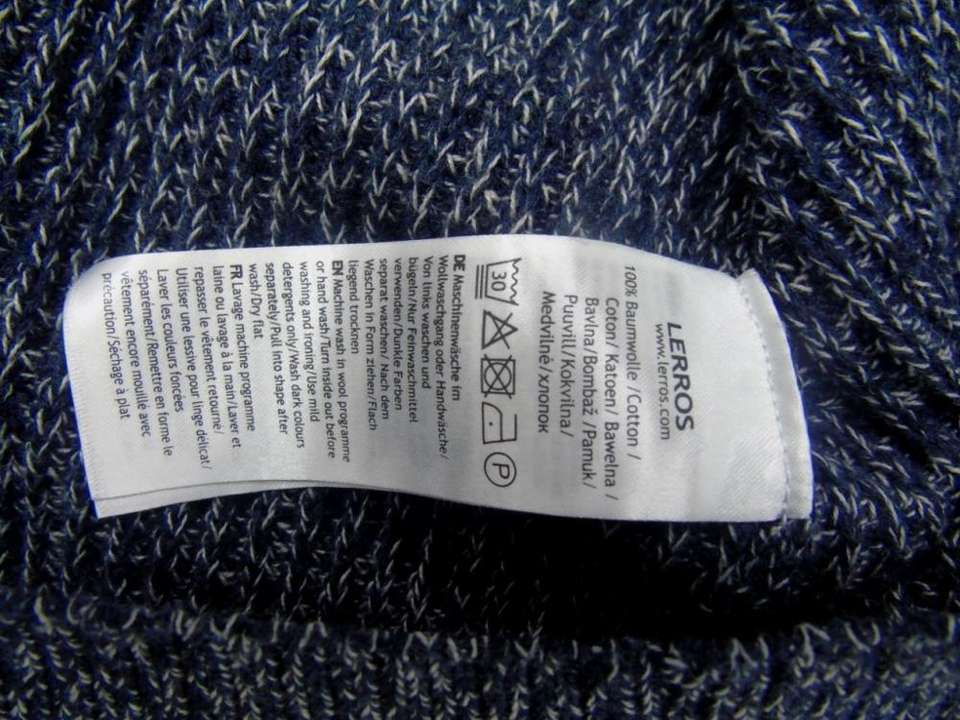 LERROS
www.lerros.com
100% Baumwolle / Cotton /
Coton/ Katoen/ Bawelna /
Bavlna/Bombaž /Pamuk/
Puuvill/Kokvilna/
Medvilnė/хлопок
30
P
DE Maschinenwäsche im
Wollwaschgang oder Handwäsche/
Von links waschen und
bügeln/Nur Feinwaschmittel
verwenden/Dunkle Farben
separat waschen/ Nach dem
Waschen in Form ziehen/Flach
liegend trocknen
EN Machine wash in wool programme
or hand wash/Turn inside out before
washing and ironing/Use mild
detergents only/Wash dark colours
separately/Pull into shape after
wash/Dry flat
FR Lavage machine programme
laine ou lavage à la main/Laver et
repasser le vêtement retourné/
Utiliser une lessive pour linge délicat/
Laver les couleurs foncées
séparément/Remettre en forme le
vêtement encore mouillé avec
précaution/Séchage à plat